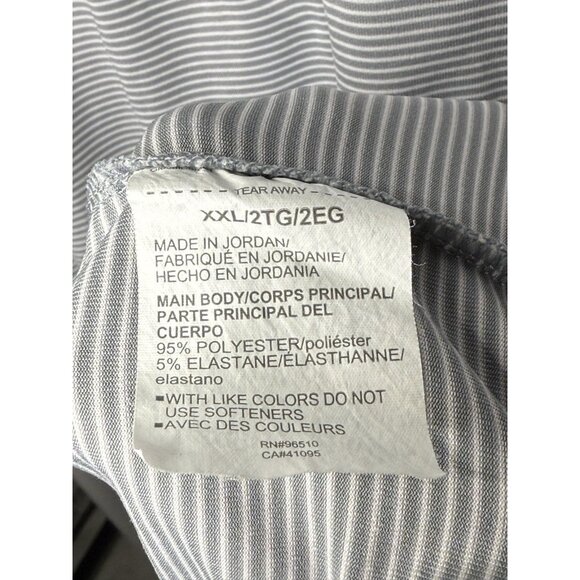 TEAR AWAY
XXL/2TG/2EG
MADE IN JORDAN/
FABRIQUÉ EN JORDANIE/
HECHO EN JORDANIA
MAIN BODY/CORPS PRINCIPAL/
PARTE PRINCIPAL DEL
CUERPO
95% POLYESTER/poliéster
5% ELASTANE/ÉLASTHANNE/
elastano
▪WITH LIKE COLORS DO NOT
USE SOFTENERS
▪AVEC DES COULEURS
RN#96510
CA#41095